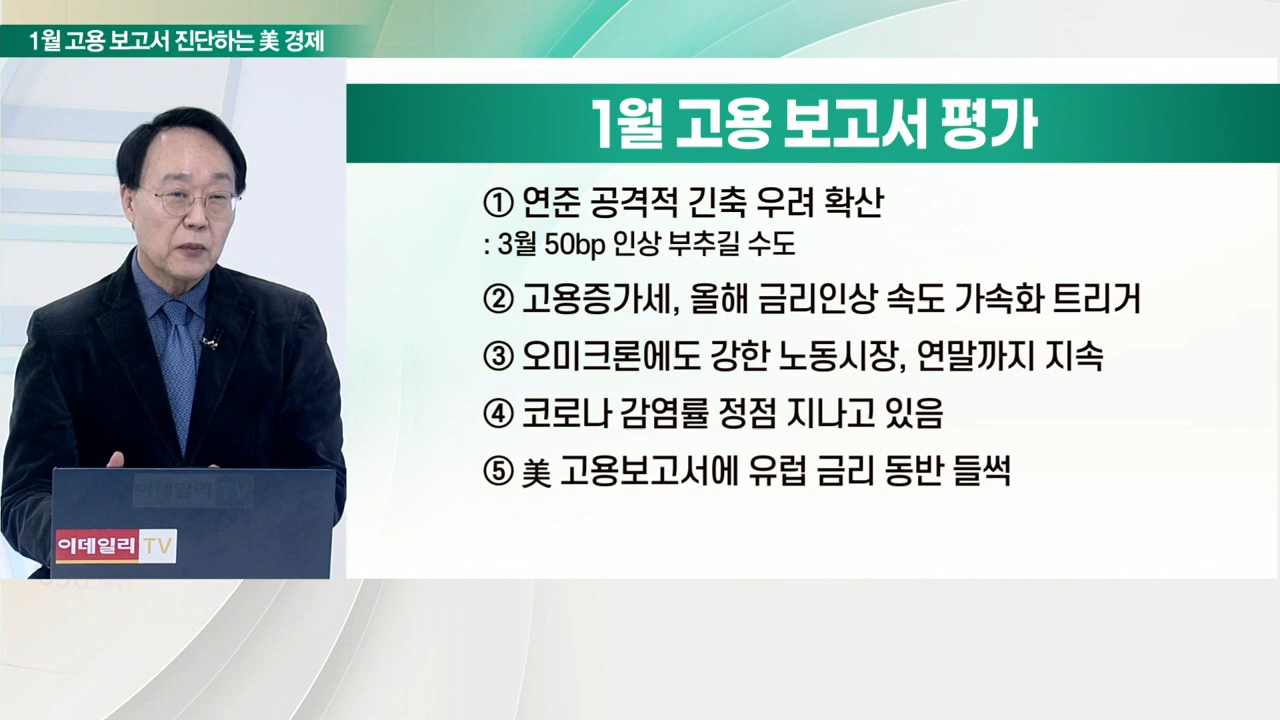 1월 고용 보고서 진단하는 美 경제
1월 고용 보고서 평가
① 연준 공격적 긴축 우려 확산
: 3월 50bp 인상 부추길 수도
② 고용증가세, 올해 금리인상 속도 가속화 트리거
③ 오미크론에도 강한 노동시장, 연말까지 지속
④ 코로나 감염률 정점 지나고 있음
⑤ 美 고용보고서에 유럽 금리 동반 들썩
이데일리 TV
이데일리 TV